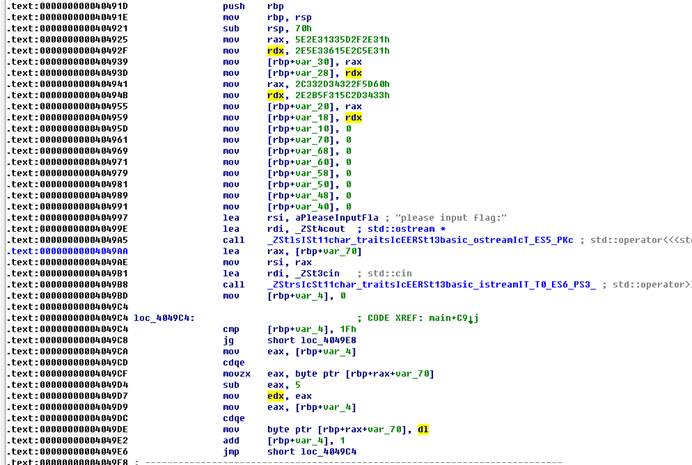 .text:000000000040491D push rbp
.text:000000000040491E mov rbp, rsp
.text:0000000000404921 sub rsp, 70h
.text:0000000000404925 mov rax, 5E2E31335D2F2E31h
.text:000000000040492F mov rdx, 2E5E33615E2C5E31h
.text:0000000000404939 mov [rbp+var_30], rax
.text:000000000040493D mov [rbp+var_28], rdx
.text:0000000000404941 mov rax, 2C332D34322F5D60h
.text:000000000040494B mov rdx, 2E2B5F315C2D3433h
.text:0000000000404955 mov [rbp+var_20], rax
.text:0000000000404959 mov [rbp+var_18], rdx
.text:000000000040495D mov [rbp+var_10], 0
.text:0000000000404961 mov [rbp+var_70], 0
.text:0000000000404969 mov [rbp+var_68], 0
.text:0000000000404971 mov [rbp+var_60], 0
.text:0000000000404979 mov [rbp+var_58], 0
.text:0000000000404981 mov [rbp+var_50], 0
.text:0000000000404989 mov [rbp+var_48], 0
.text:0000000000404991 mov [rbp+var_40], 0
.text:0000000000404997 lea rsi, aPleaseInputFla ; "please input flag:"
.text:000000000040499E lea rdi, _ZSt4cout ; std::ostream *
.text:00000000004049A5 call _ZStlsISt11char_traitsIcEERSt13basic_ostreamIcT_ES5_PKc ; std::operator<<<st
.text:00000000004049AA lea rax, [rbp+var_70]
.text:00000000004049AE mov rsi, rax
.text:00000000004049B1 lea rdi, _ZSt3cin ; std::cin
.text:00000000004049B8 call _ZStrsIcSt11char_traitsIcEERSt13basic_istreamIT_T0_ES6_PS3_ ; std::operator>
.text:00000000004049BD mov [rbp+var_4], 0
.text:00000000004049C4
.text:00000000004049C4 loc_4049C4: ; CODE XREF: main+C9↓j
.text:00000000004049C4 cmp [rbp+var_4], 1Fh
.text:00000000004049C8 jg short loc_4049E8
.text:00000000004049CA mov eax, [rbp+var_4]
.text:00000000004049CD cdqe
.text:00000000004049CF movzx eax, byte ptr [rbp+rax+var_70]
.text:00000000004049D4 sub eax, 5
.text:00000000004049D7 mov edx, eax
.text:00000000004049D9 mov eax, [rbp+var_4]
.text:00000000004049DC cdqe
.text:00000000004049DE mov byte ptr [rbp+rax+var_70], dl
.text:00000000004049E2 add [rbp+var_4], 1
.text:00000000004049E6 jmp short loc_4049C4
.text:00000000004049E8 ; ---------------------------------------------------------------------------